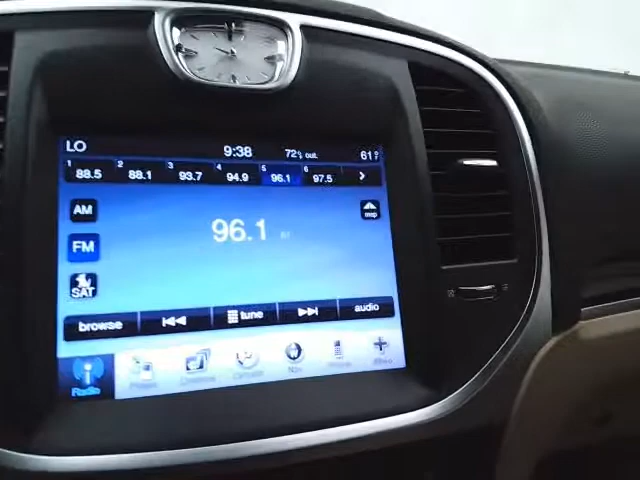 LO 9:38 72°F out. 61°F
1 88.5 2 88.1 3 93.7 4 94.9 5 96.1 6 97.5 >
AM
map
96.1
FM
SAT
browse tune audio
Radio More